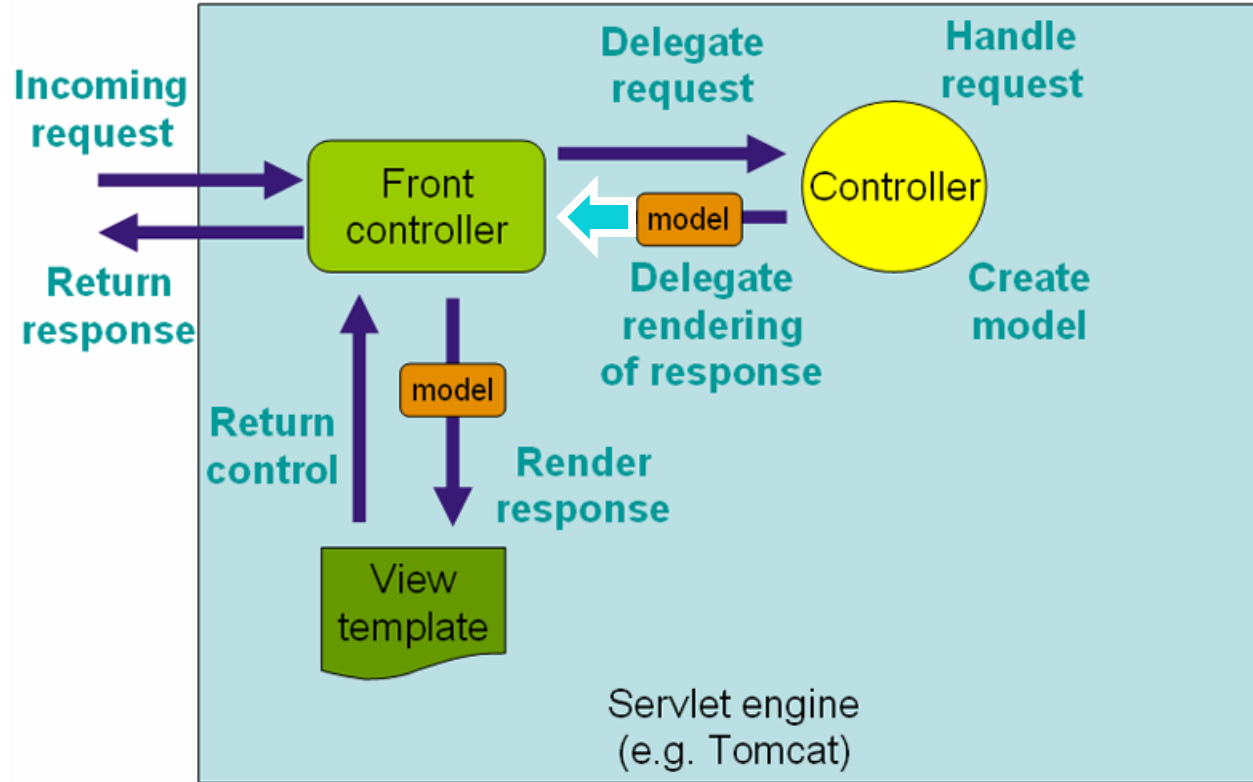 Incoming
request
Delegate
request
Handle
request
Front
controller
Controller
model
Return
response
Delegate
rendering
of response
Create
model
model
Return
control
Render
response
View
template
Servlet engine
(e.g. Tomcat)